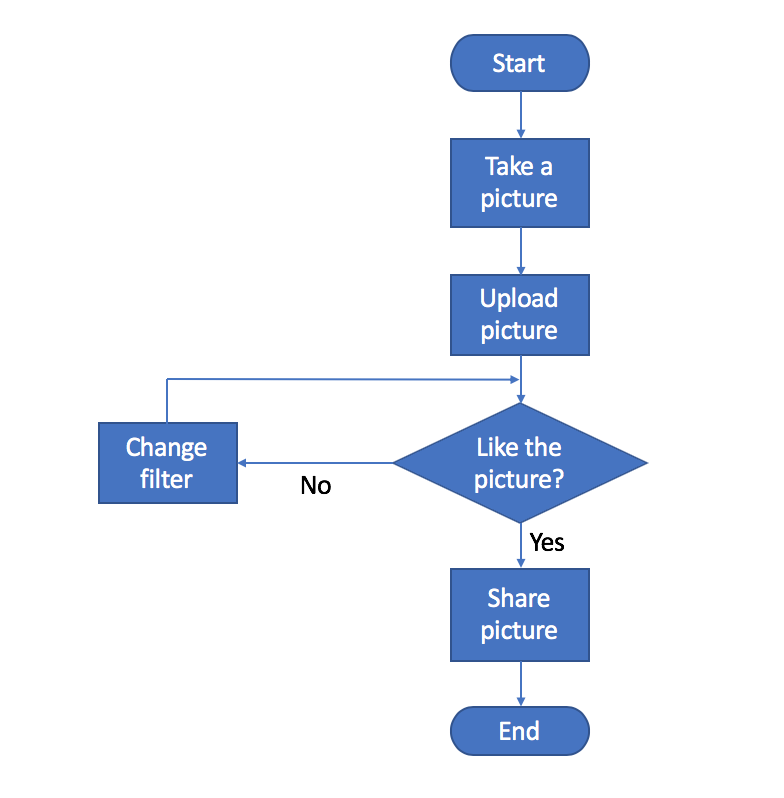 Start
Take a
picture
Upload
picture
Like the
picture?
No
Change
filter
Yes
Share
picture
End